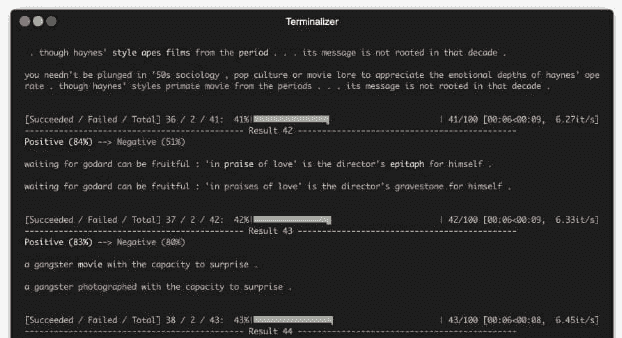 Terminalizer
. though haynes' style apes films from the period . . . its message is not rooted in that decade .
you needn't be plunged in '50s sociology , pop culture or movie lore to appreciate the emotional depths of haynes' ope
rate . though haynes' styles primate movie from the periods . . . its message is not rooted in that decade .
[Succeeded / Failed / Total] 36 / 2 / 41: 41%| | 41/100 [00:06<00:09, 6.27it/s]
--------------------------------------------- Result 42 ---------------------------------------------
Positive (84%) --> Negative (51%)
waiting for godard can be fruitful : 'in praise of love' is the director's epitaph for himself .
waiting for godard can be fruitful : 'in praises of love' is the director's gravestone for himself .
[Succeeded / Failed / Total] 37 / 2 / 42: 42%| | 42/100 [00:06<00:09, 6.33it/s]
--------------------------------------------- Result 43 ---------------------------------------------
Positive (83%) --> Negative (80%)
a gangster movie with the capacity to surprise .
a gangster photographed with the capacity to surprise .
[Succeeded / Failed / Total] 38 / 2 / 43: 43%| | 43/100 [00:06<00:08, 6.45it/s]
--------------------------------------------- Result 44 ---------------------------------------------